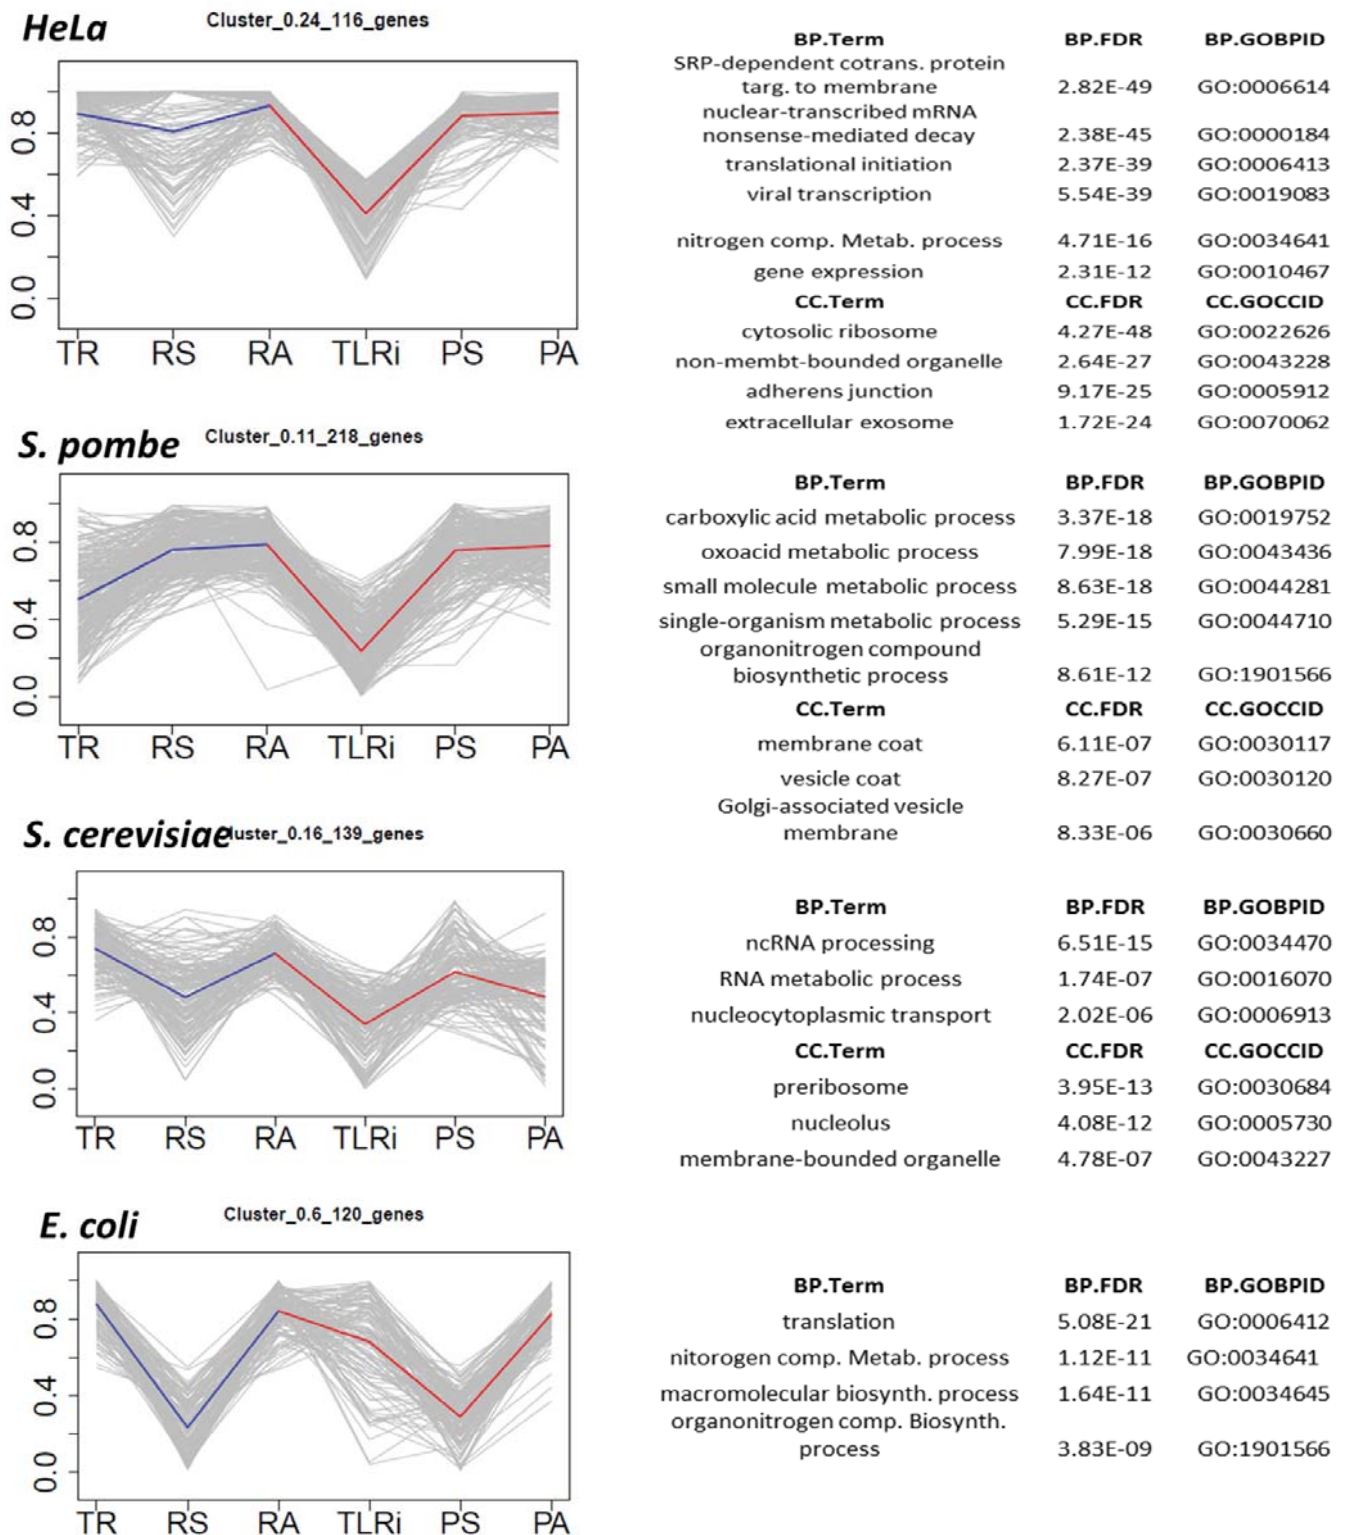 HeLa
Cluster_0.24_116_genes
0.8
0.4
0.0
TR RS RA TLRi PS PA
BP.Term BP.FDR BP.GOBPID
SRP-dependent cotrans. protein
targ. to membrane 2.82E-49 GO:0006614
nuclear-transcribed mRNA
nonsense-mediated decay 2.38E-45 GO:0000184
translational initiation 2.37E-39 GO:0006413
viral transcription 5.54E-39 GO:0019083
nitrogen comp. Metab. process 4.71E-16 GO:0034641
gene expression 2.31E-12 GO:0010467
CC.Term CC.FDR CC.GOCCID
cytosolic ribosome 4.27E-48 GO:0022626
non-membt-bounded organelle 2.64E-27 GO:0043228
adherens junction 9.17E-25 GO:0005912
extracellular exosome 1.72E-24 GO:0070062
S. pombe
Cluster_0.11_218_genes
0.8
0.4
0.0
TR RS RA TLRi PS PA
BP.Term BP.FDR BP.GOBPID
carboxylic acid metabolic process 3.37E-18 GO:0019752
oxoacid metabolic process 7.99E-18 GO:0043436
small molecule metabolic process 8.63E-18 GO:0044281
single-organism metabolic process 5.29E-15 GO:0044710
organonitrogen compound
biosynthetic process 8.61E-12 GO:1901566
CC.Term CC.FDR CC.GOCCID
membrane coat 6.11E-07 GO:0030117
vesicle coat 8.27E-07 GO:0030120
Golgi-associated vesicle
membrane 8.33E-06 GO:0030660
S. cerevisiae
Cluster_0.16_139_genes
0.8
0.4
0.0
TR RS RA TLRi PS PA
BP.Term BP.FDR BP.GOBPID
ncRNA processing 6.51E-15 GO:0034470
RNA metabolic process 1.74E-07 GO:0016070
nucleocytoplasmic transport 2.02E-06 GO:0006913
CC.Term CC.FDR CC.GOCCID
preribosome 3.95E-13 GO:0030684
nucleolus 4.08E-12 GO:0005730
membrane-bounded organelle 4.78E-07 GO:0043227
E. coli
Cluster_0.6_120_genes
0.8
0.4
0.0
TR RS RA TLRi PS PA
BP.Term BP.FDR BP.GOBPID
translation 5.08E-21 GO:0006412
nitorogen comp. Metab. process 1.12E-11 GO:0034641
macromolecular biosynth. process 1.64E-11 GO:0034645
organonitrogen comp. Biosynth.
process 3.83E-09 GO:1901566